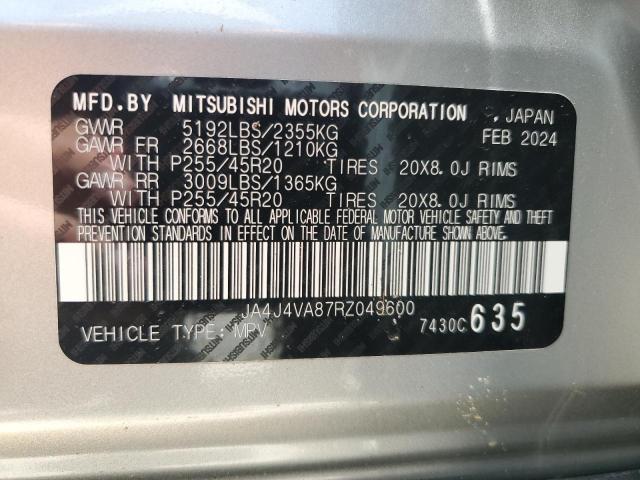 MFD.BY MITSUBISHI MOTORS CORPORATION , JAPAN
GVWR 5192LBS/2355KG FEB 2024
GAWR FR 2668LBS/1210KG
WITH P255/45R20 TIRES 20X8.0J RIMS
GAWR RR 3009LBS/1365KG
WITH P255/45R20 TIRES 20X8.0J RIMS
THIS VEHICLE CONFORMS TO ALL APPLICABLE FEDERAL MOTOR VEHICLE SAFETY AND THEFT
PREVENTION STANDARDS IN EFFECT ON THE DATE OF MANUFACTURE SHOWN ABOVE.
JA4J4VA87RZ049600
VEHICLE TYPE:MPV 7430C 635